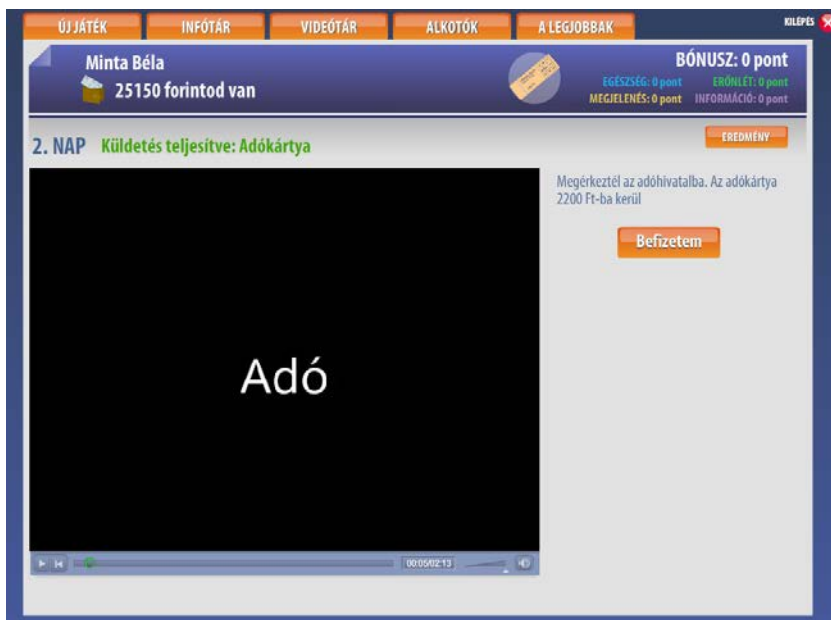 ÚJ JÁTÉK INFÓTÁR VIDEÓTÁR ALKOTÓK A LEGJOBBAK KILÉPÉS
Minta Béla
25150 forintod van
BÓNUSZ: 0 pont
EGÉSZSÉG: 0 pont ERŐNLÉT: 0 pont
MEGJELENÉS: 0 pont INFORMÁCIÓ: 0 pont
2. NAP Küldetés teljesítve: Adókártya
EREDMÉNY
Megérkeztél az adóhivatalba. Az adókártya
2200 Ft-ba kerül
Befizetem
Adó
00:05/02:13